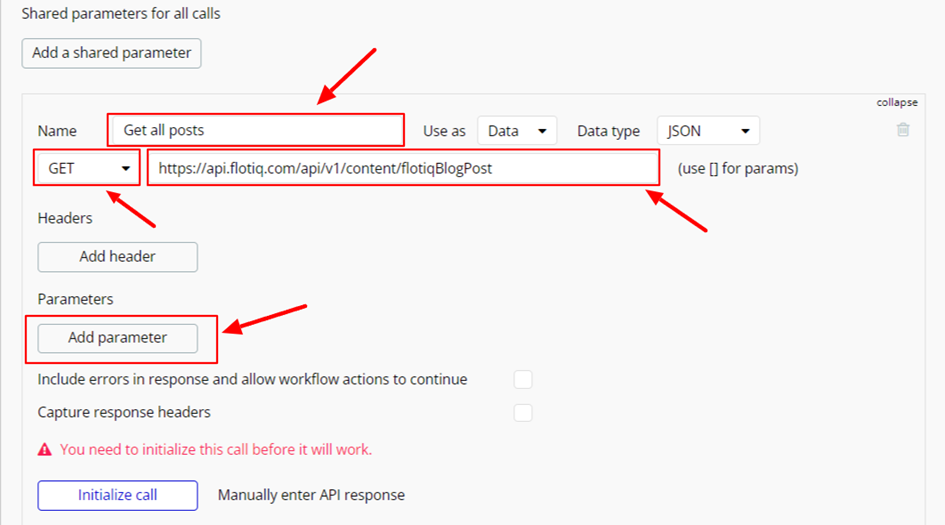 Shared parameters for all calls
Add a shared parameter
collapse
Name Get all posts Use as Data Data type JSON
GET https://api.flotiq.com/api/v1/content/flotiqBlogPost (use [] for params)
Headers
Add header
Parameters
Add parameter
Include errors in response and allow workflow actions to continue
Capture response headers
You need to initialize this call before it will work.
Initialize call Manually enter API response